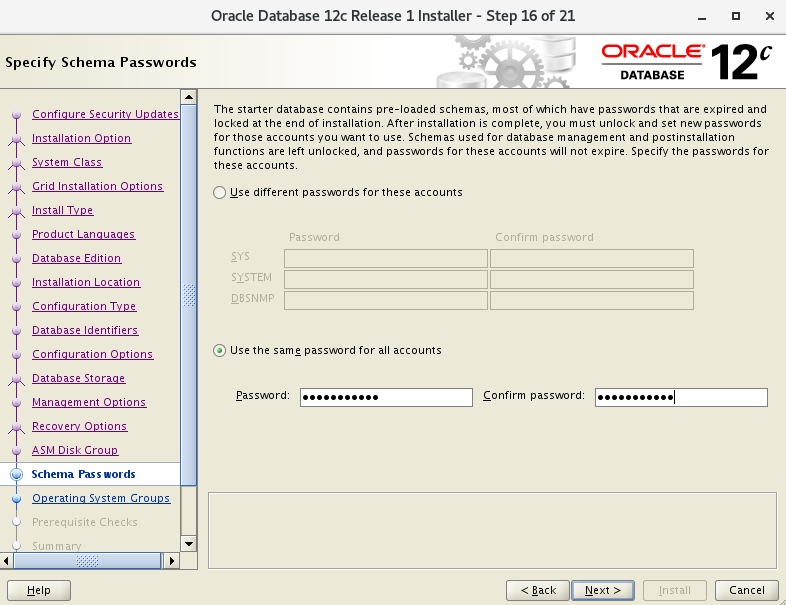 Oracle Database 12c Release 1 Installer - Step 16 of 21
Specify Schema Passwords
ORACLE®
DATABASE
12c
Configure Security Updates
Installation Option
System Class
Grid Installation Options
Install Type
Product Languages
Database Edition
Installation Location
Configuration Type
Database Identifiers
Configuration Options
Database Storage
Management Options
Recovery Options
ASM Disk Group
Schema Passwords
Operating System Groups
Prerequisite Checks
Summary
The starter database contains pre-loaded schemas, most of which have passwords that are expired and
locked at the end of installation. After installation is complete, you must unlock and set new passwords
for those accounts you want to use. Schemas used for database management and postinstallation
functions are left unlocked, and passwords for these accounts will not expire. Specify the passwords for
these accounts.
Use different passwords for these accounts
Password Confirm password
SYS
SYSTEM
DBSNMP
Use the same password for all accounts
Password: ●●●●●●●●●●● Confirm password: ●●●●●●●●●●●
Help
< Back Next > Install Cancel